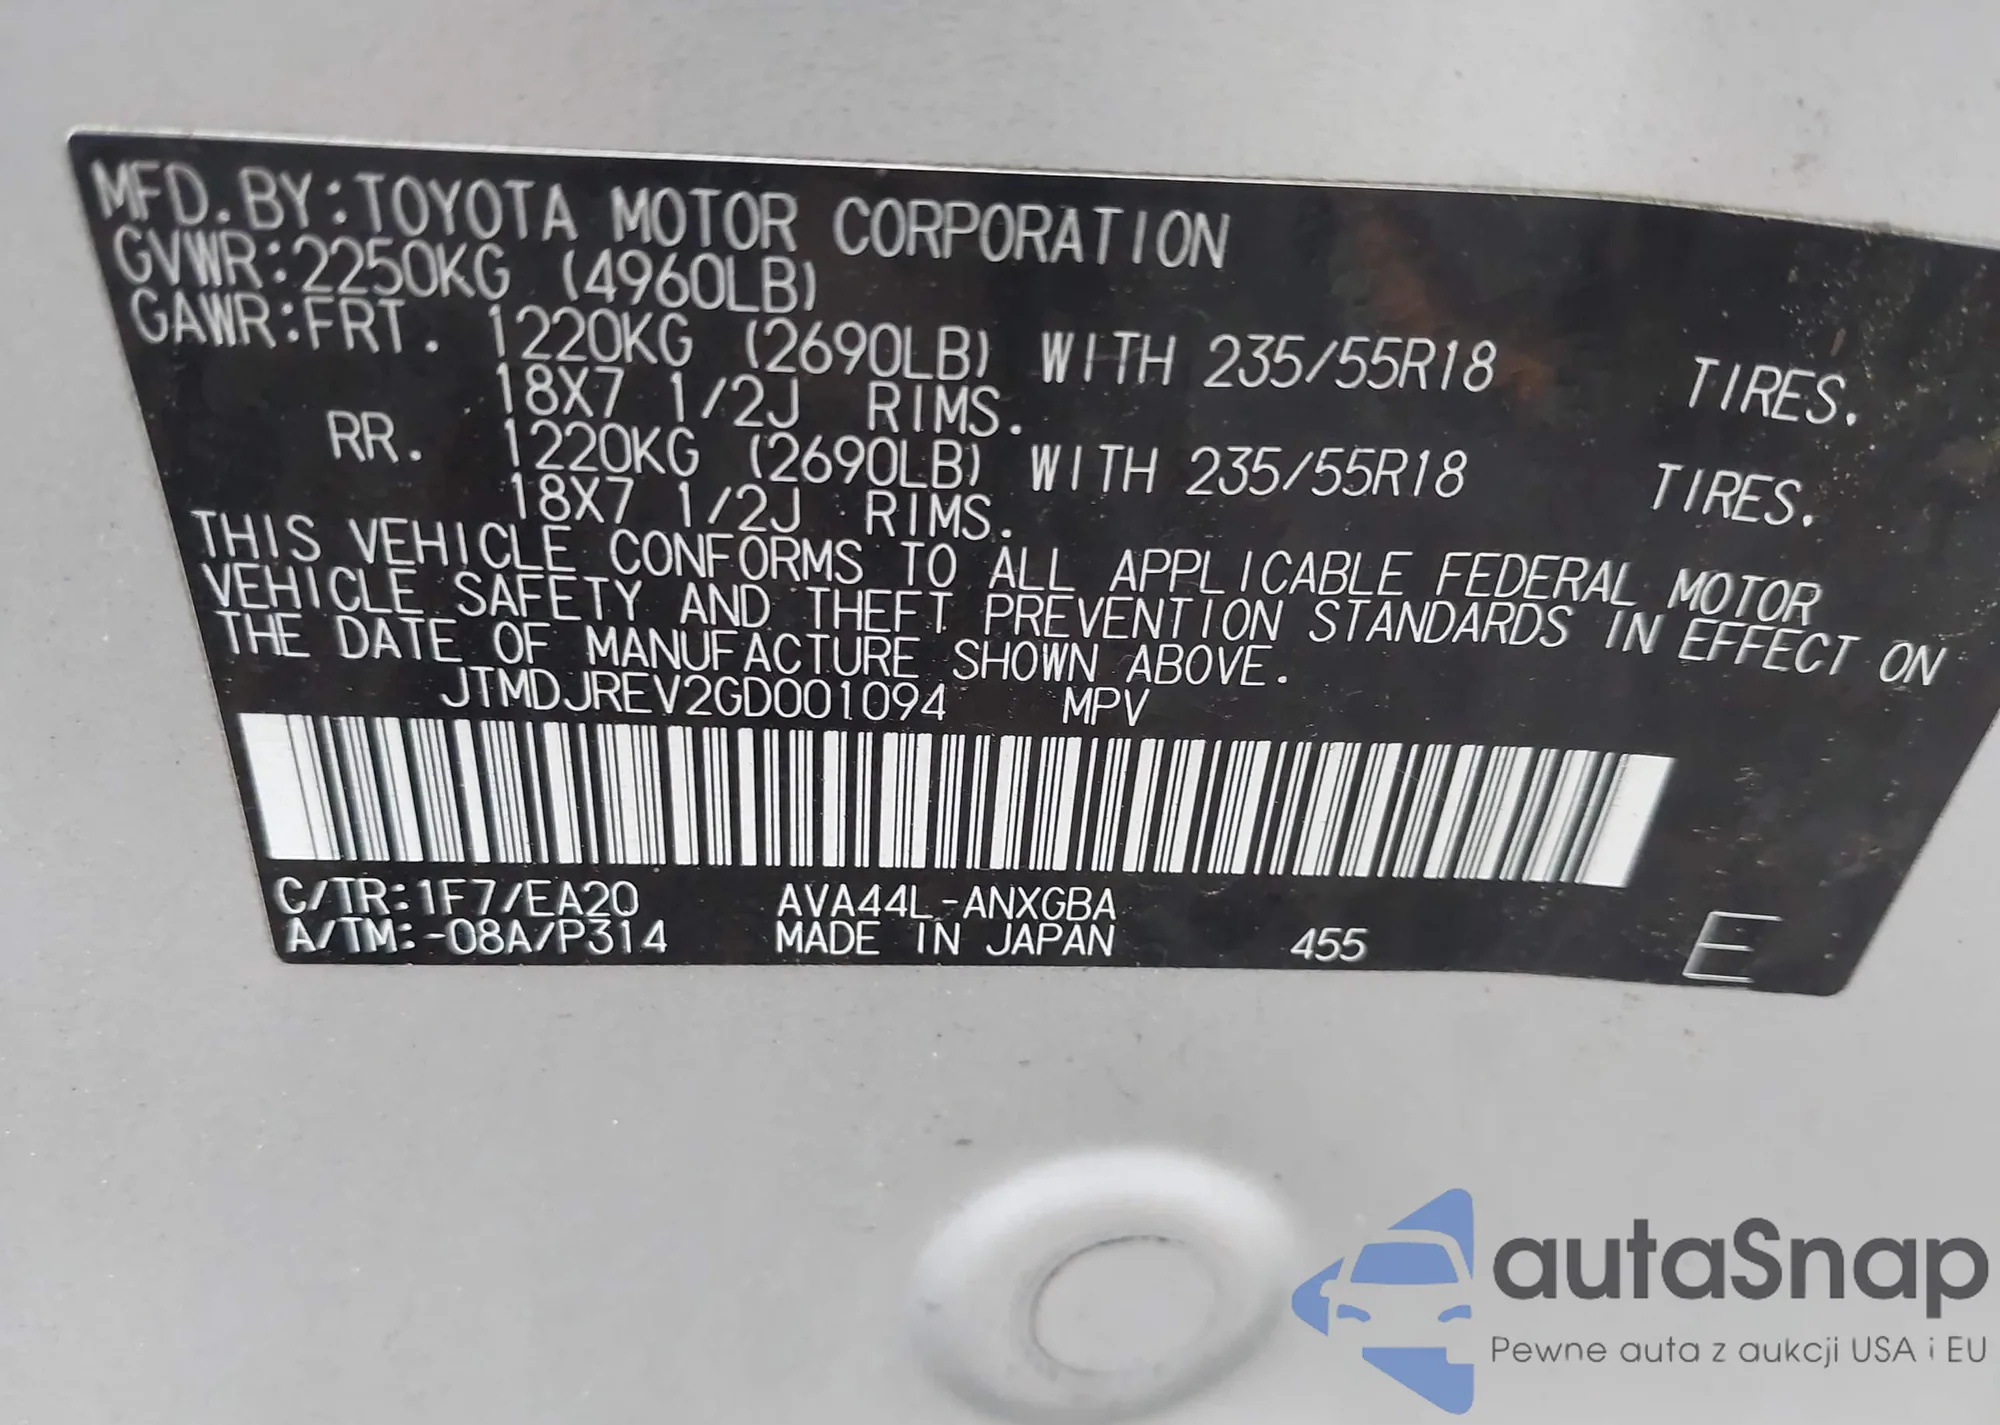 MFD.BY:TOYOTA MOTOR CORPORATION
GVWR:2250KG (4960LB)
GAWR:FRT. 1220KG (2690LB) WITH 235/55R18 TIRES.
18X7 1/2J RIMS.
RR. 1220KG (2690LB) WITH 235/55R18 TIRES.
18X7 1/2J RIMS.
THIS VEHICLE CONFORMS TO ALL APPLICABLE FEDERAL MOTOR
VEHICLE SAFETY AND THEFT PREVENTION STANDARDS IN EFFECT ON
THE DATE OF MANUFACTURE SHOWN ABOVE.
JTMDJREV2GD001094 MPV
C/TR:1F7/EA20 AVA44L-ANXGBA
A/TM:-08A/P314 MADE IN JAPAN 455 E
autaSnap
Pewne auta z aukcji USA i EU